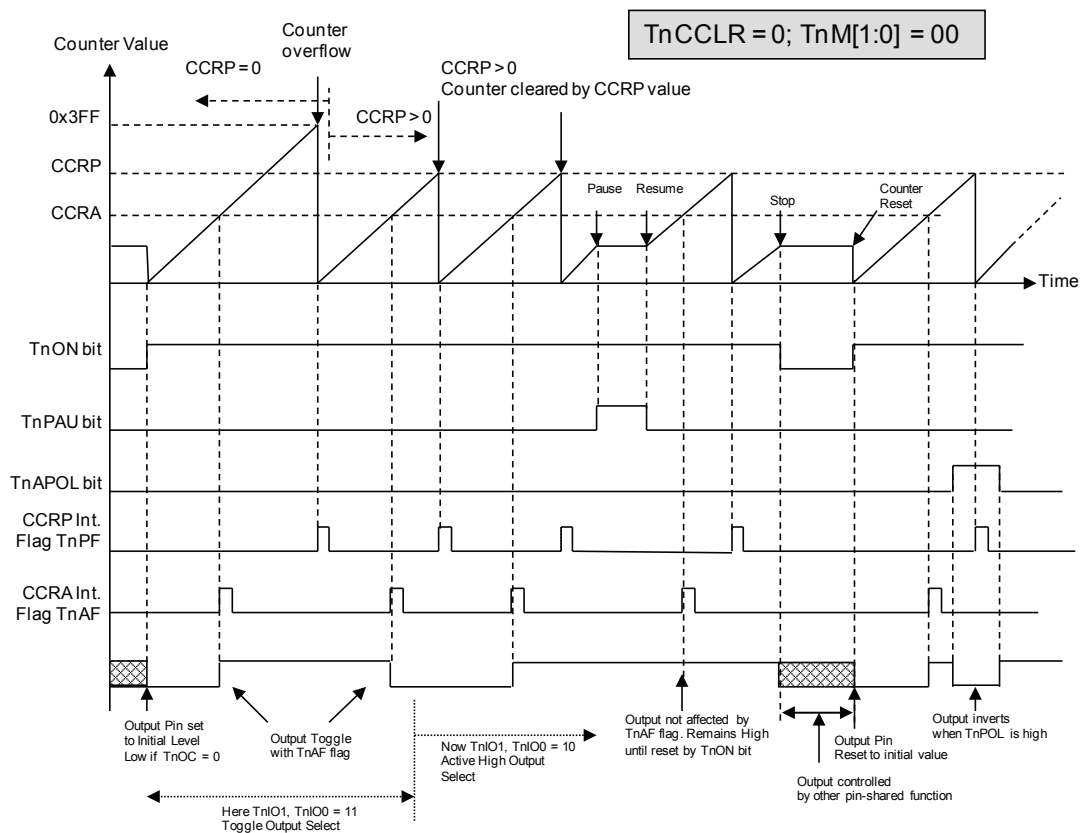 TnCCLR = 0; TnM[1:0] = 00
Counter Value
Counter
overflow
CCRP = 0
CCRP > 0
CCRP > 0
Counter cleared by CCRP value
0x3FF
CCRP
CCRA
Pause
Resume
Stop
Counter
Reset
Time
TnON bit
TnPAU bit
TnAPOL bit
CCRP Int.
Flag TnPF
CCRA Int.
Flag TnAF
Output Pin set
to Initial Level
Low if TnOC = 0
Output Toggle
with TnAF flag
Now TnIO1, TnIO0 = 10
Active High Output
Select
Output not affected by
TnAF flag. Remains High
until reset by TnON bit
Output Pin
Reset to initial value
Output inverts
when TnPOL is high
Output controlled
by other pin-shared function
Here TnIO1, TnIO0 = 11
Toggle Output Select